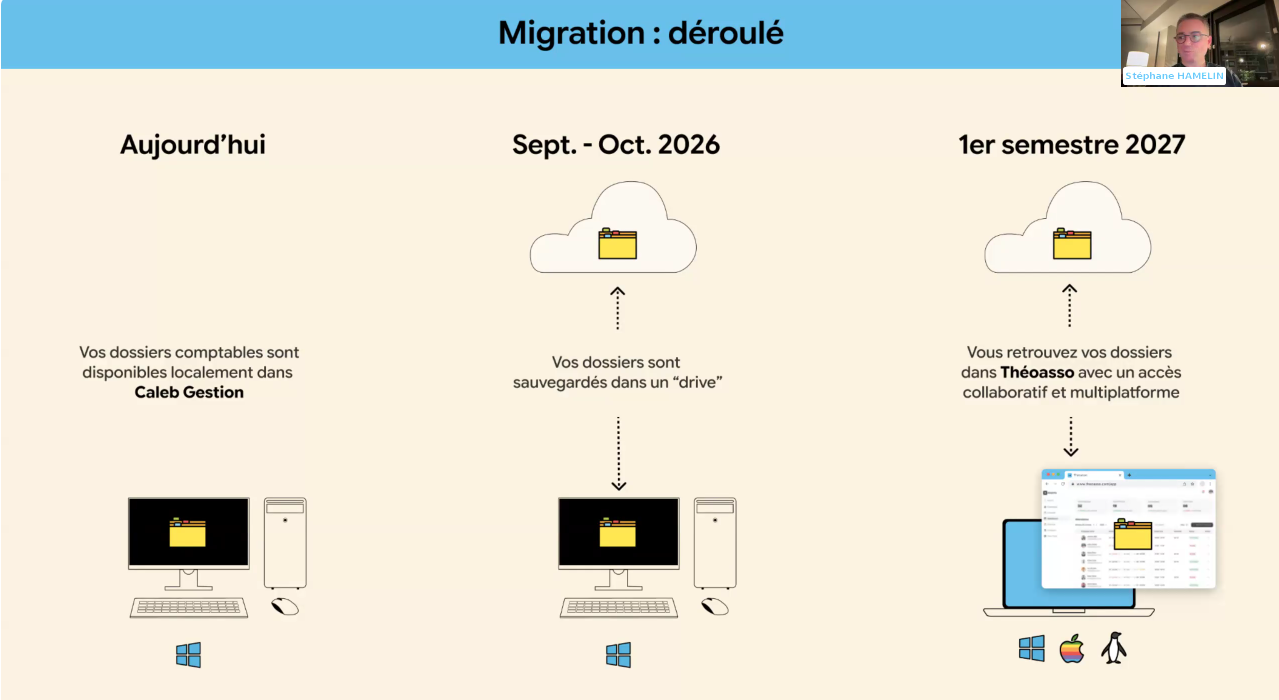 Migration : déroulé
Stéphane HAMELIN
Aujourd’hui
Sept. - Oct. 2026
1er semestre 2027
Vos dossiers comptables sont
disponibles localement dans
Caleb Gestion
Vos dossiers sont
sauvegardés dans un “drive”
Vous retrouvez vos dossiers
dans Théoasso avec un accès
collaboratif et multiplatforme